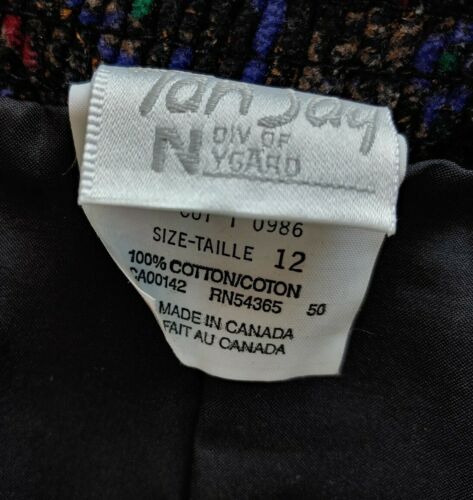 Tan Jay
N DIV OF
YGARD
CUT 1 0986
SIZE-TAILLE 12
100% COTTON/COTON
CA00142 RN54365 50
MADE IN CANADA
FAIT AU CANADA